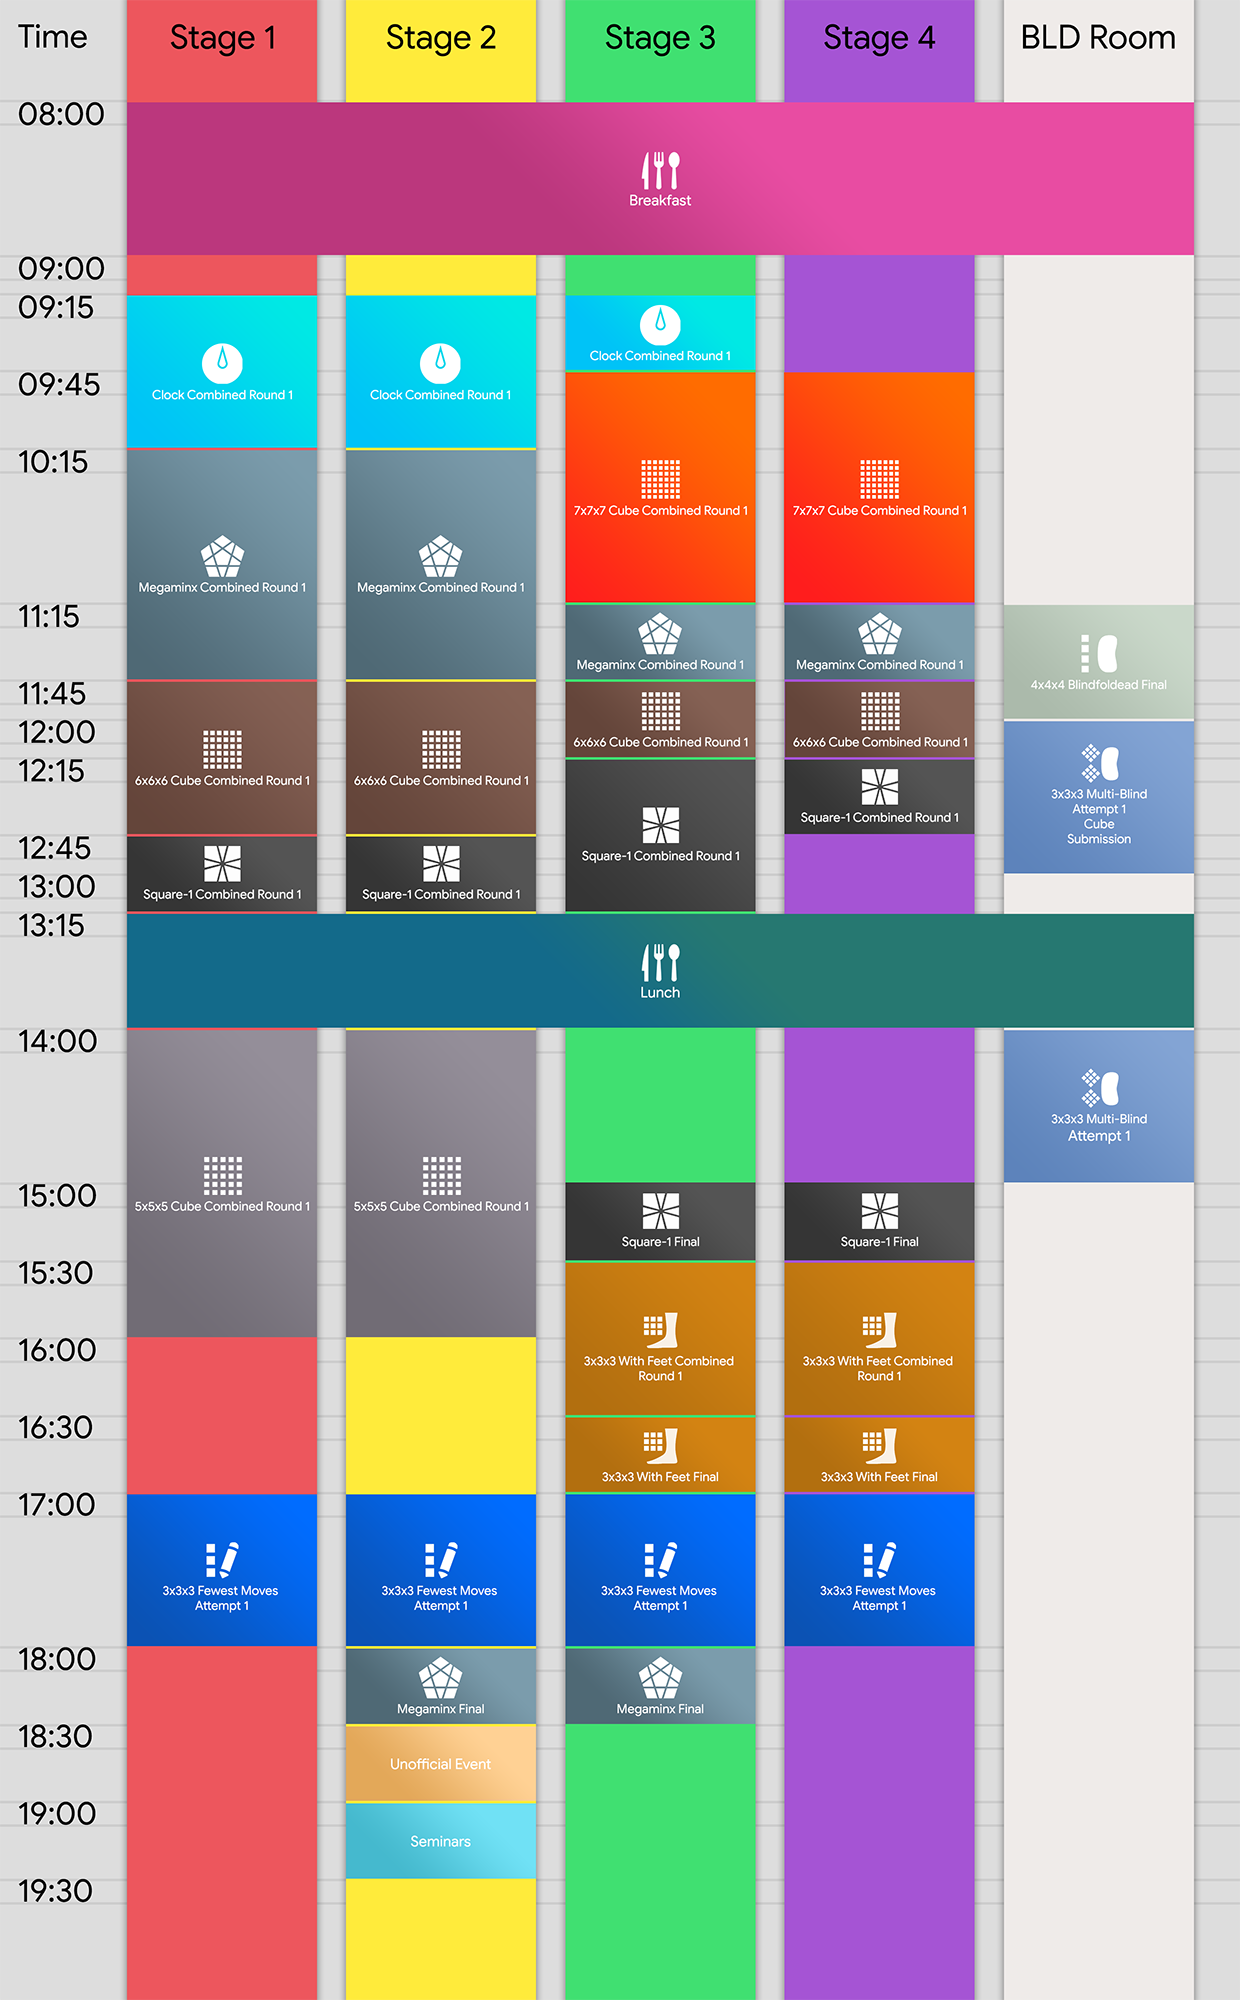 Time
Stage 1
Stage 2
Stage 3
Stage 4
BLD Room
08:00
Breakfast
09:00
09:15
Clock Combined Round 1
Clock Combined Round 1
Clock Combined Round 1
09:45
7x7x7 Cube Combined Round 1
7x7x7 Cube Combined Round 1
10:15
Megaminx Combined Round 1
Megaminx Combined Round 1
11:15
Megaminx Combined Round 1
Megaminx Combined Round 1
4x4x4 Blindfoldead Final
11:45
6x6x6 Cube Combined Round 1
6x6x6 Cube Combined Round 1
6x6x6 Cube Combined Round 1
6x6x6 Cube Combined Round 1
12:00
3x3x3 Multi-Blind
Attempt 1
Cube
Submission
12:15
Square-1 Combined Round 1
Square-1 Combined Round 1
12:45
Square-1 Combined Round 1
Square-1 Combined Round 1
13:00
13:15
Lunch
14:00
5x5x5 Cube Combined Round 1
5x5x5 Cube Combined Round 1
3x3x3 Multi-Blind
Attempt 1
15:00
Square-1 Final
Square-1 Final
15:30
3x3x3 With Feet Combined
Round 1
3x3x3 With Feet Combined
Round 1
16:00
16:30
3x3x3 With Feet Final
3x3x3 With Feet Final
17:00
3x3x3 Fewest Moves
Attempt 1
3x3x3 Fewest Moves
Attempt 1
3x3x3 Fewest Moves
Attempt 1
3x3x3 Fewest Moves
Attempt 1
18:00
Megaminx Final
Megaminx Final
18:30
Unofficial Event
19:00
Seminars
19:30